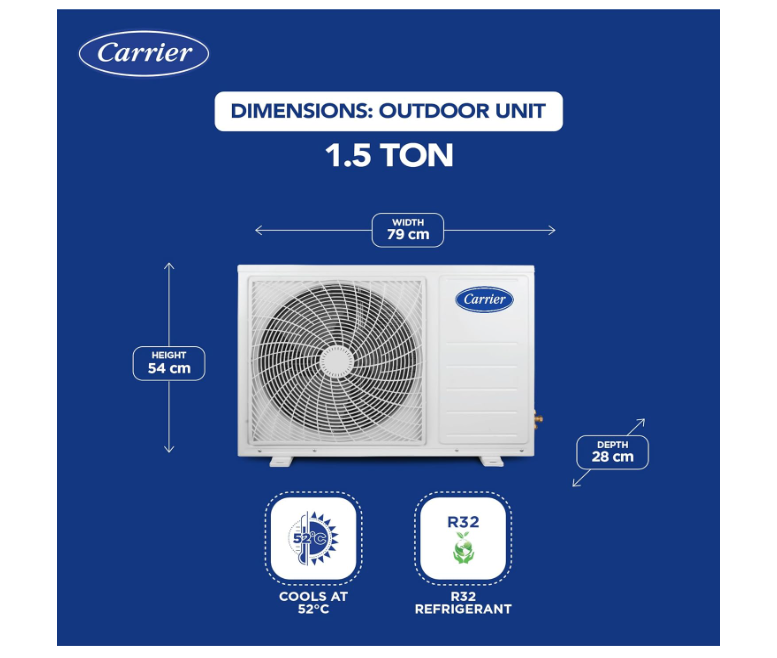 Carrier
DIMENSIONS: OUTDOOR UNIT
1.5 TON
WIDTH
79 cm
Carrier
HEIGHT
54 cm
DEPTH
28 cm
52°C
R32
COOLS AT
52°C
R32
REFRIGERANT